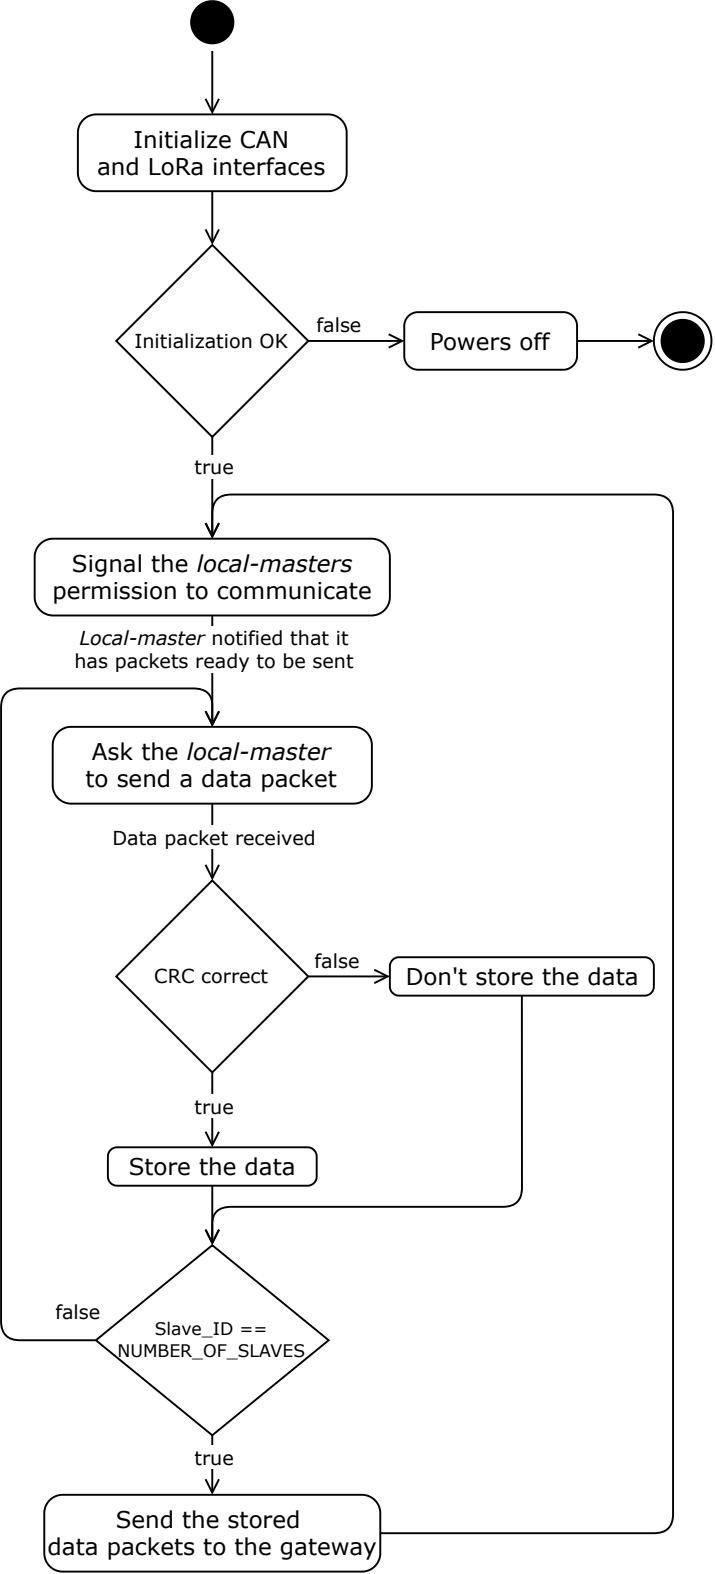 Initialize CAN
and LoRa interfaces
Initialization OK
false
Powers off
true
Signal the local-masters
permission to communicate
Local-master notified that it
has packets ready to be sent
Ask the local-master
to send a data packet
Data packet received
CRC correct
false
Don't store the data
true
Store the data
false
Slave_ID ==
NUMBER_OF_SLAVES
true
Send the stored
data packets to the gateway